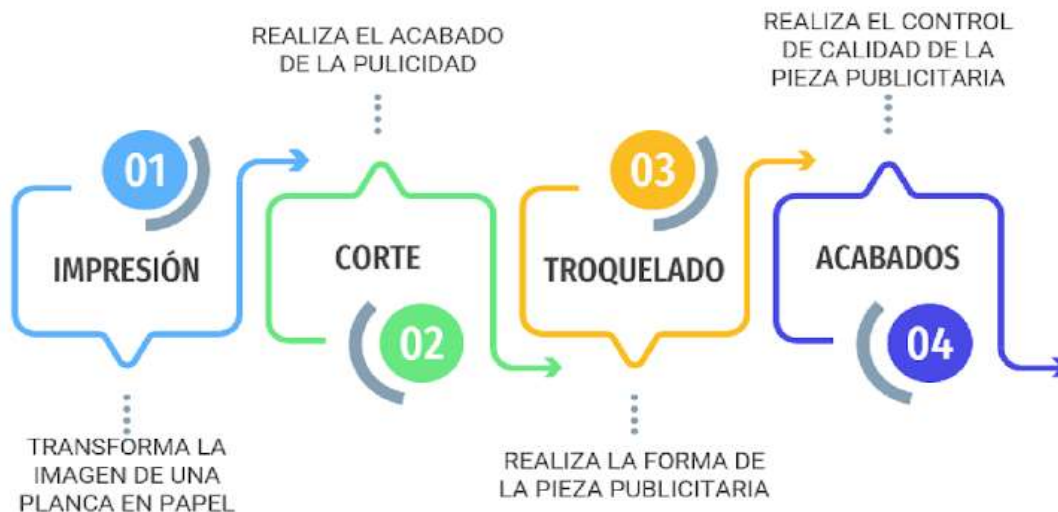 01
IMPRESIÓN
TRANSFORMA LA
IMAGEN DE UNA
PLANCA EN PAPEL
REALIZA EL ACABADO
DE LA PULICIDAD
CORTE
02
03
TROQUELADO
REALIZA LA FORMA DE
LA PIEZA PUBLICITARIA
REALIZA EL CONTROL
DE CALIDAD DE LA
PIEZA PUBLICITARIA
ACABADOS
04